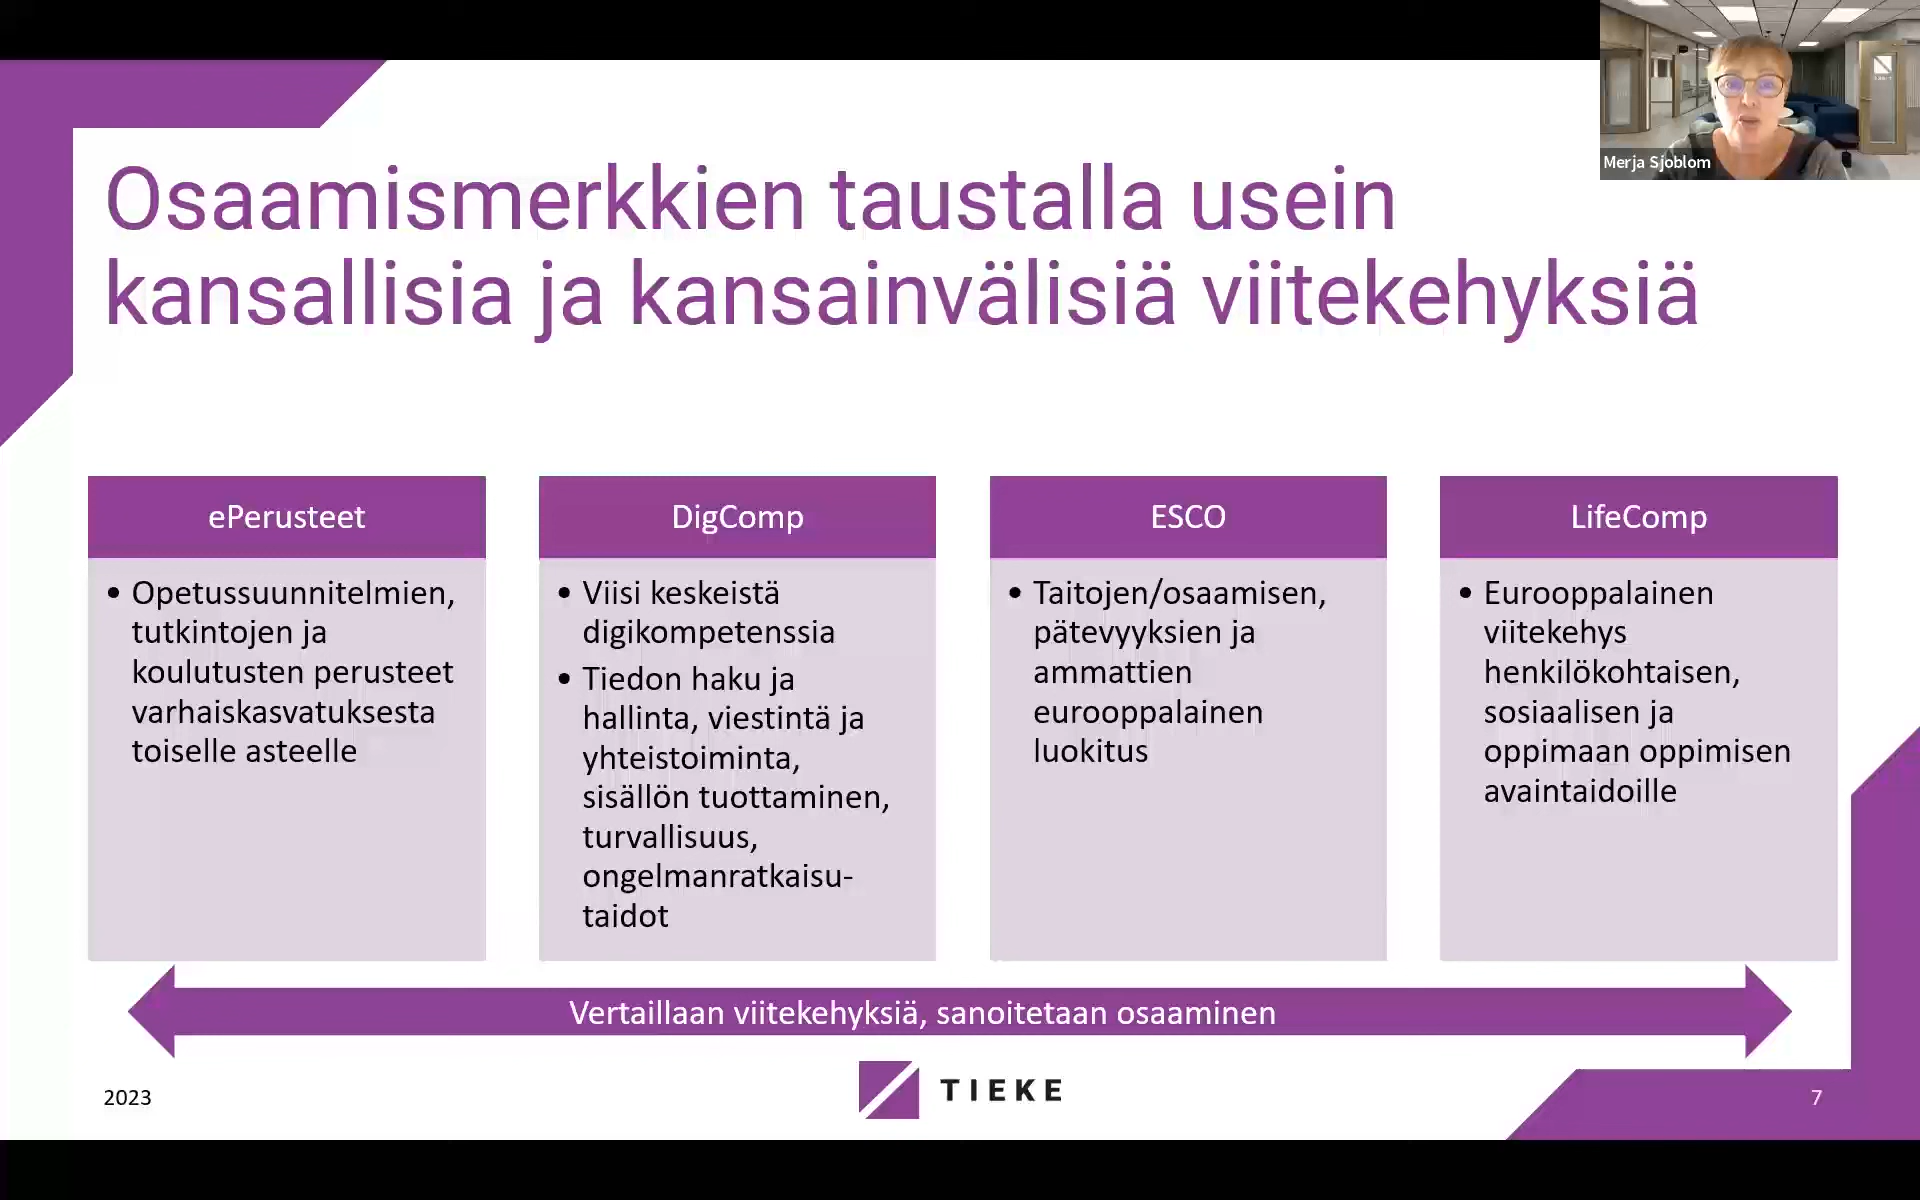 Merja Sjoblom
Osaamismerkkien taustalla usein
kansallisia ja kansainvälisiä viitekehyksiä
ePerusteet
• Opetussuunnitelmien,
tutkintojen ja
koulutusten perusteet
varhaiskasvatuksesta
toiselle asteelle
DigComp
• Viisi keskeistä
digikompetenssia
• Tiedon haku ja
hallinta, viestintä ja
yhteistoiminta,
sisällön tuottaminen,
turvallisuus,
ongelmanratkaisu-
taidot
ESCO
• Taitojen/osaamisen,
pätevyyksien ja
ammattien
eurooppalainen
luokitus
LifeComp
• Eurooppalainen
viitekehys
henkilökohtaisen,
sosiaalisen ja
oppimaan oppimisen
avaintaidoille
Vertaillaan viitekehyksiä, sanoitetaan osaaminen
2023
TIEKE
7